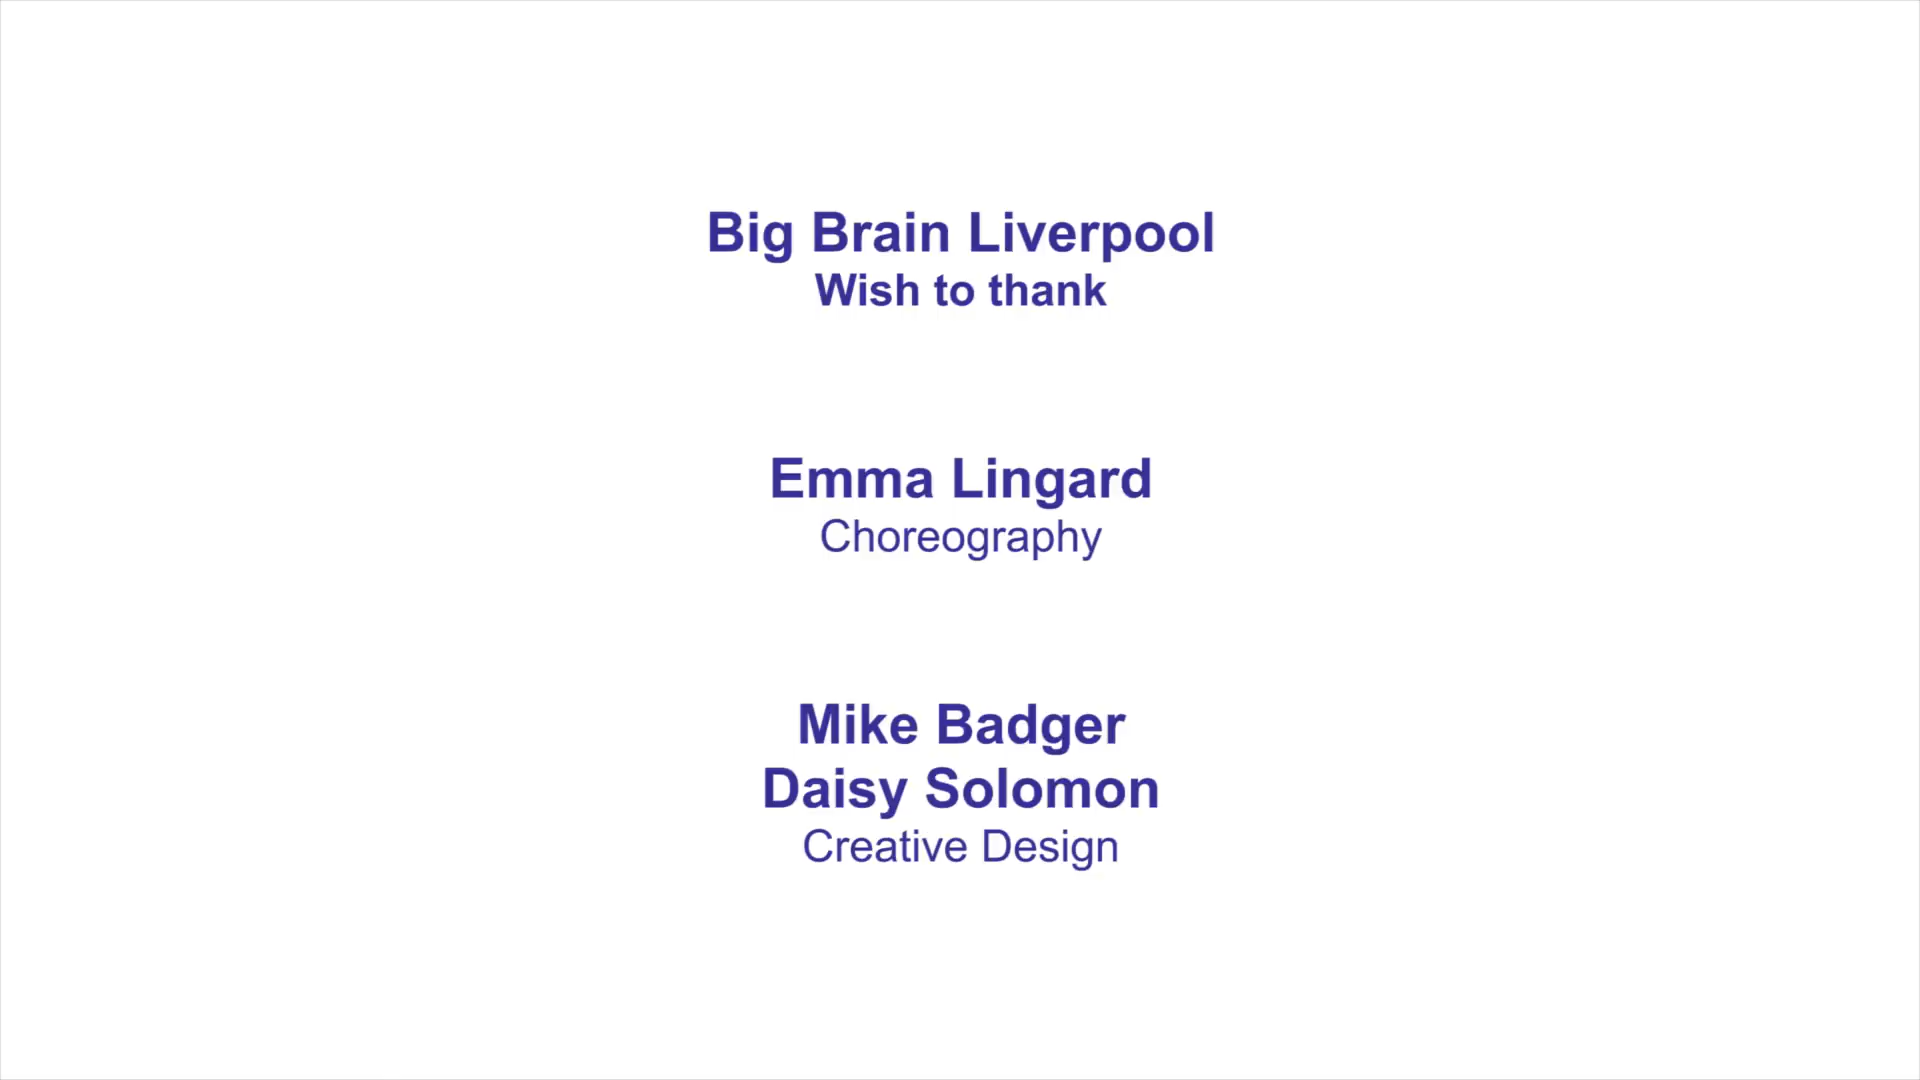 Big Brain Liverpool
Wish to thank
Emma Lingard
Choreography
Mike Badger
Daisy Solomon
Creative Design